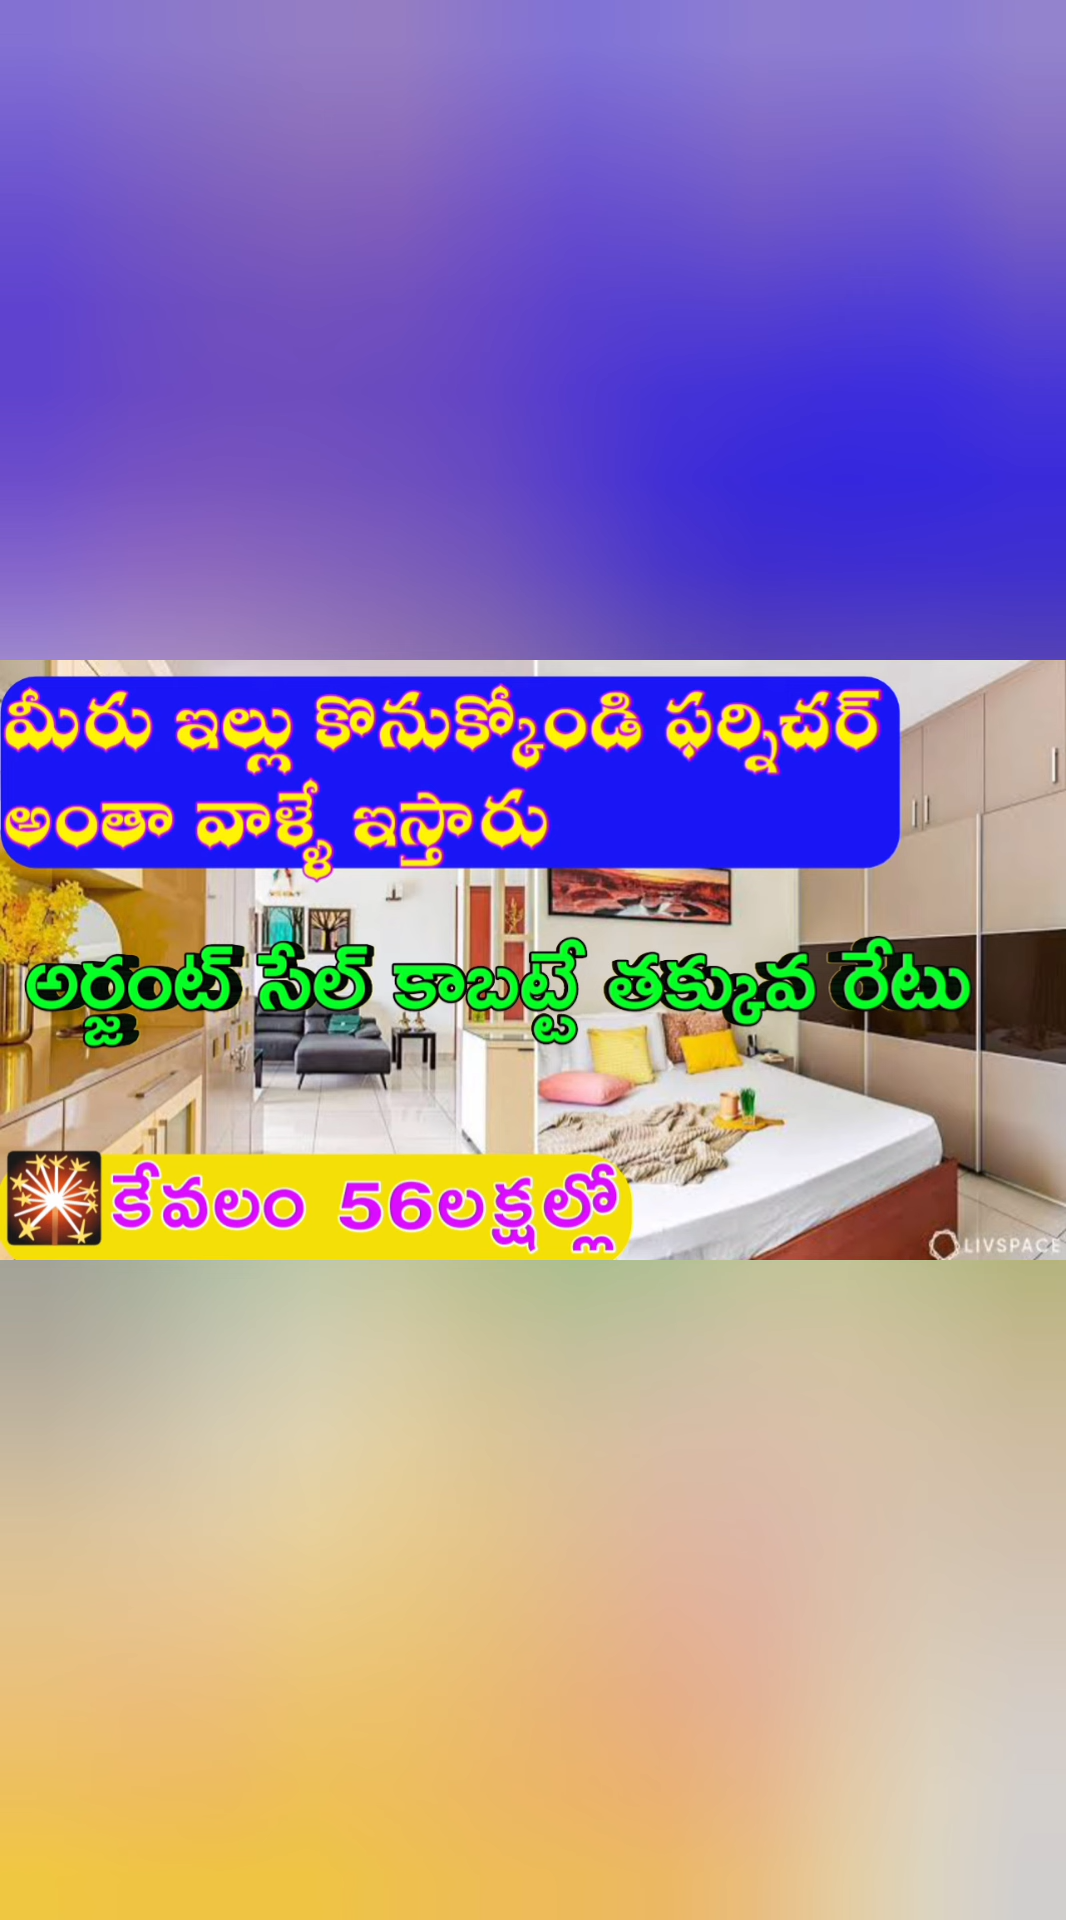 మీరు ఇల్లు కొనుక్కోండి ఫర్నిచర్
అంతా వాళ్ళే ఇస్తారు
అర్జంట్ సేల్ కాబట్టే తక్కువ రేటు
కేవలం 56లక్షల్లో
LIVSPACE